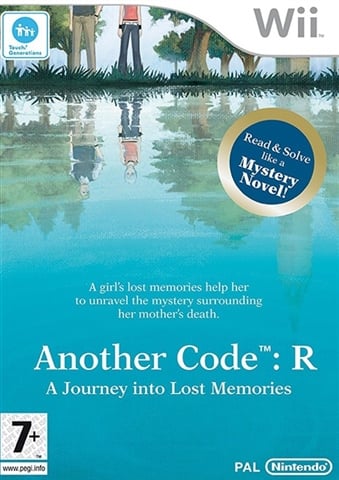 Wii™
Touch!
Generations
Read & Solve
like a
Mystery
Novel!
A girl's lost memories help her
to unravel the mystery surrounding
her mother's death.
Another Code™: R
A Journey into Lost Memories
7+
www.pegi.info
PAL Nintendo®